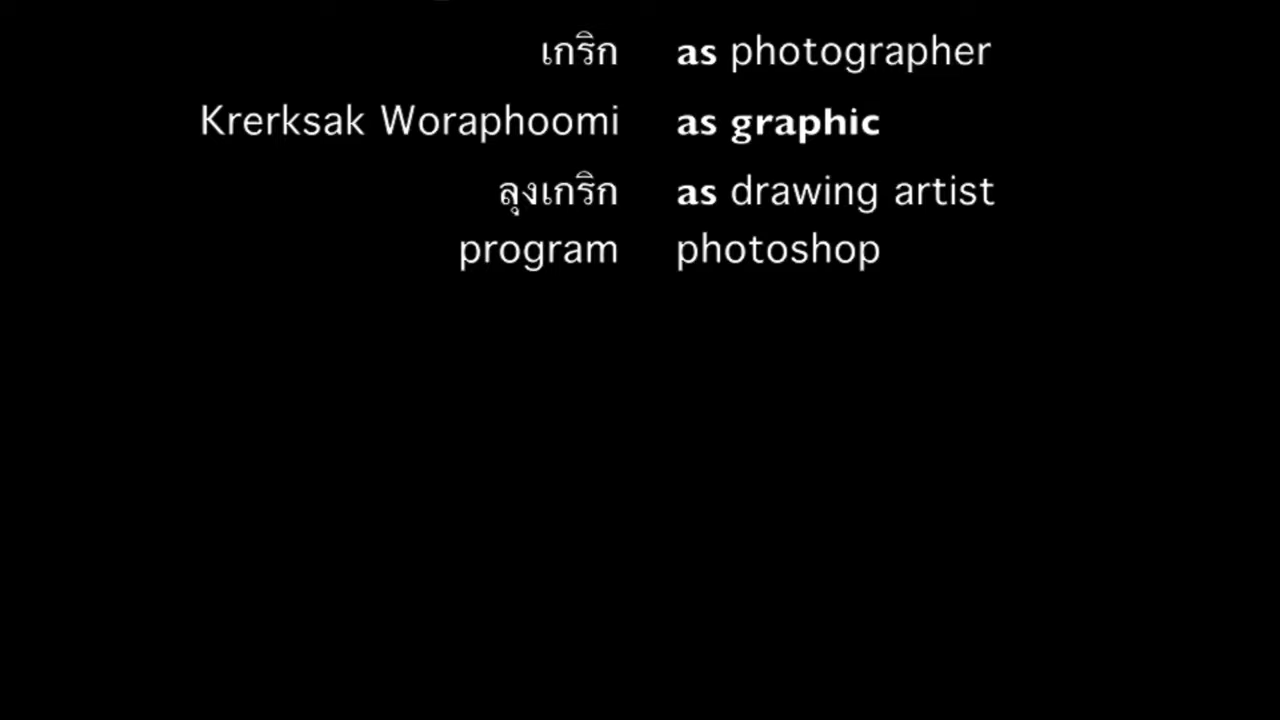 เกริก as photographer
Krerksak Woraphoomi as graphic
ลุงเกริก as drawing artist
program photoshop